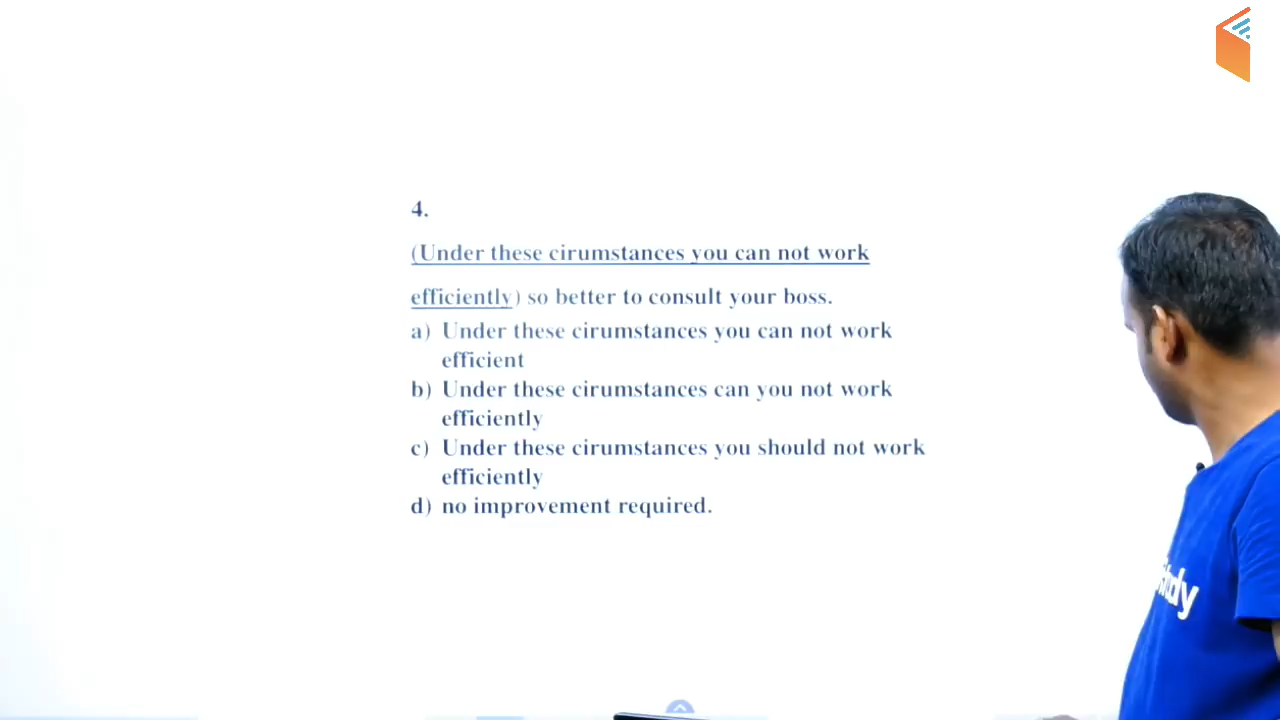 4.
(Under these cirumstances you can not work
efficiently) so better to consult your boss.
a) Under these cirumstances you can not work
efficient
b) Under these cirumstances can you not work
efficiently
c) Under these cirumstances you should not work
efficiently
d) no improvement required.